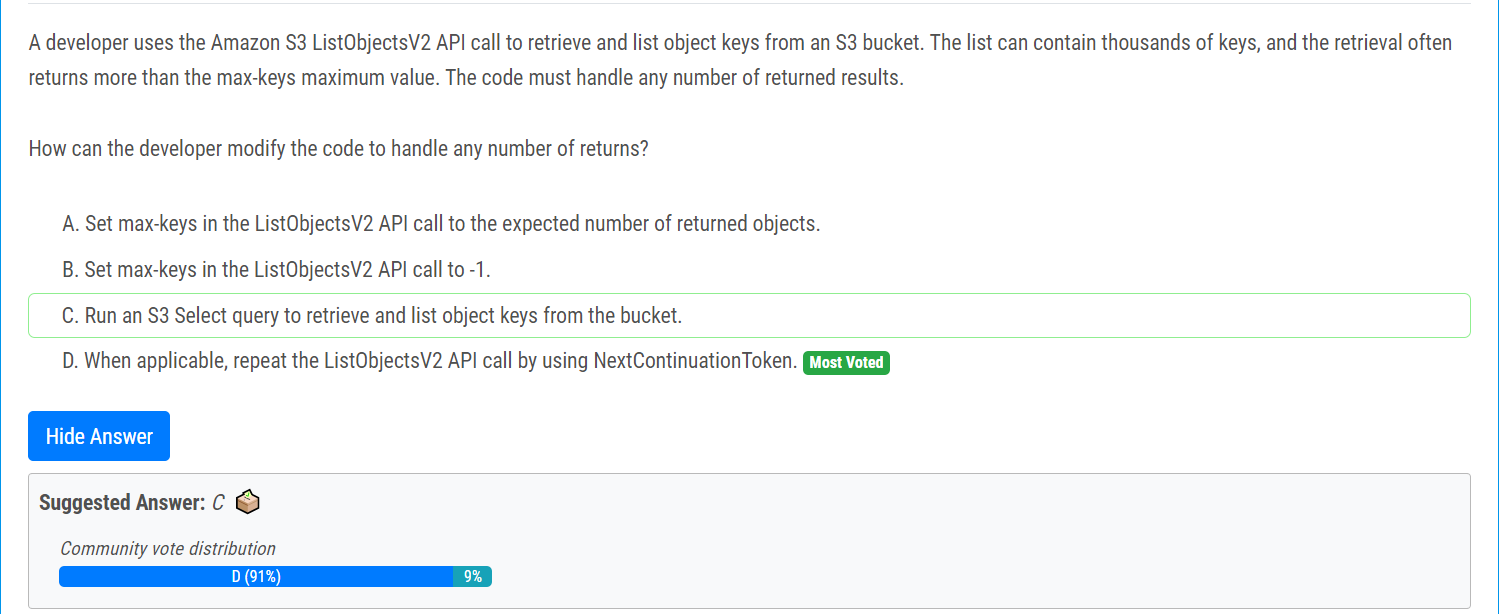 A developer uses the Amazon S3 ListObjectsV2 API call to retrieve and list object keys from an S3 bucket. The list can contain thousands of keys, and the retrieval often
returns more than the max-keys maximum value. The code must handle any number of returned results.
How can the developer modify the code to handle any number of returns?
A. Set max-keys in the ListObjectsV2 API call to the expected number of returned objects.
B. Set max-keys in the ListObjectsV2 API call to -1.
C. Run an S3 Select query to retrieve and list object keys from the bucket.
D. When applicable, repeat the ListObjectsV2 API call by using NextContinuationToken. Most Voted
Hide Answer
Suggested Answer: C
Community vote distribution
D (91%) 9%